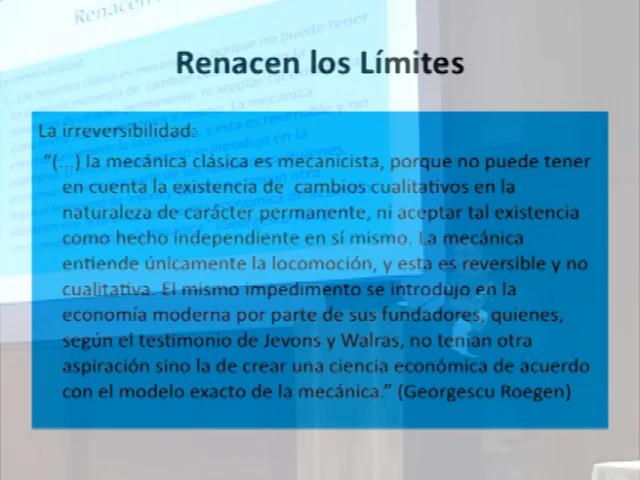 Renacen los Límites
La irreversibilidad:
“(...) la mecánica clásica es mecanicista, porque no puede tener
en cuenta la existencia de cambios cualitativos en la
naturaleza de carácter permanente, ni aceptar tal existencia
como hecho independiente en sí mismo. La mecánica
entiende únicamente la locomoción, y esta es reversible y no
cualitativa. El mismo impedimento se introdujo en la
economía moderna por parte de sus fundadores, quienes,
según el testimonio de Jevons y Walras, no tenían otra
aspiración sino la de crear una ciencia económica de acuerdo
con el modelo exacto de la mecánica.” (Georgescu Roegen)